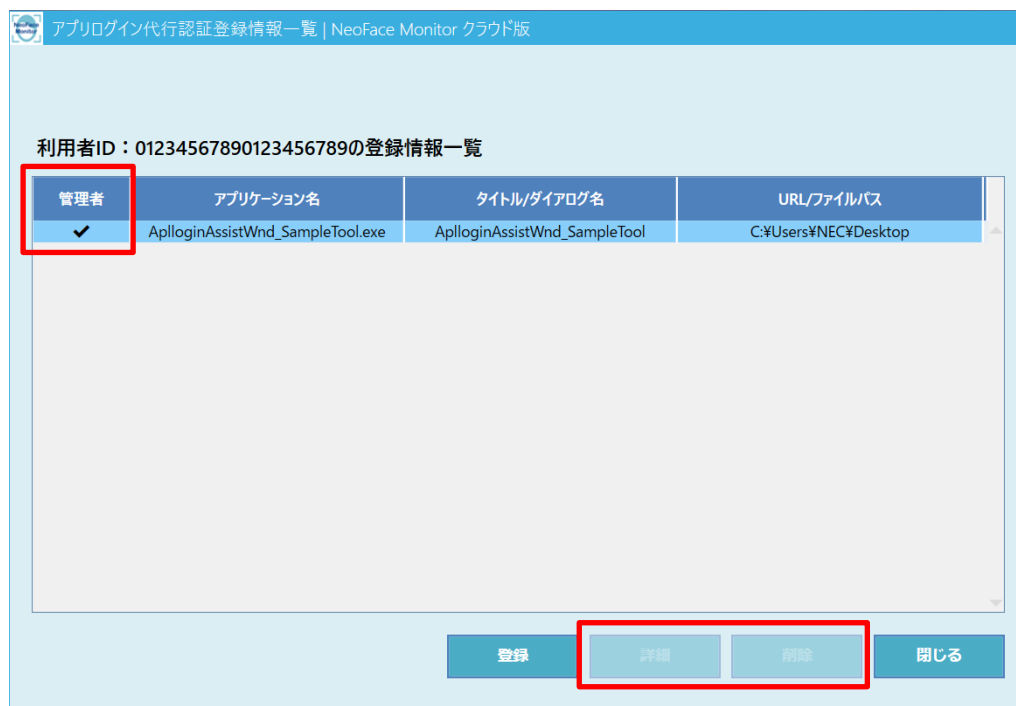 NeoFace Monitor
アプリログイン代行認証登録情報一覧 | NeoFace Monitor クラウド版
利用者ID：01234567890123456789の登録情報一覧
管理者 アプリケーション名 タイトル/ダイアログ名 URL/ファイルパス
✔ AplloginAssistWnd_SampleTool.exe AplloginAssistWnd_SampleTool C:¥Users¥NEC¥Desktop
登録 詳細 削除 閉じる